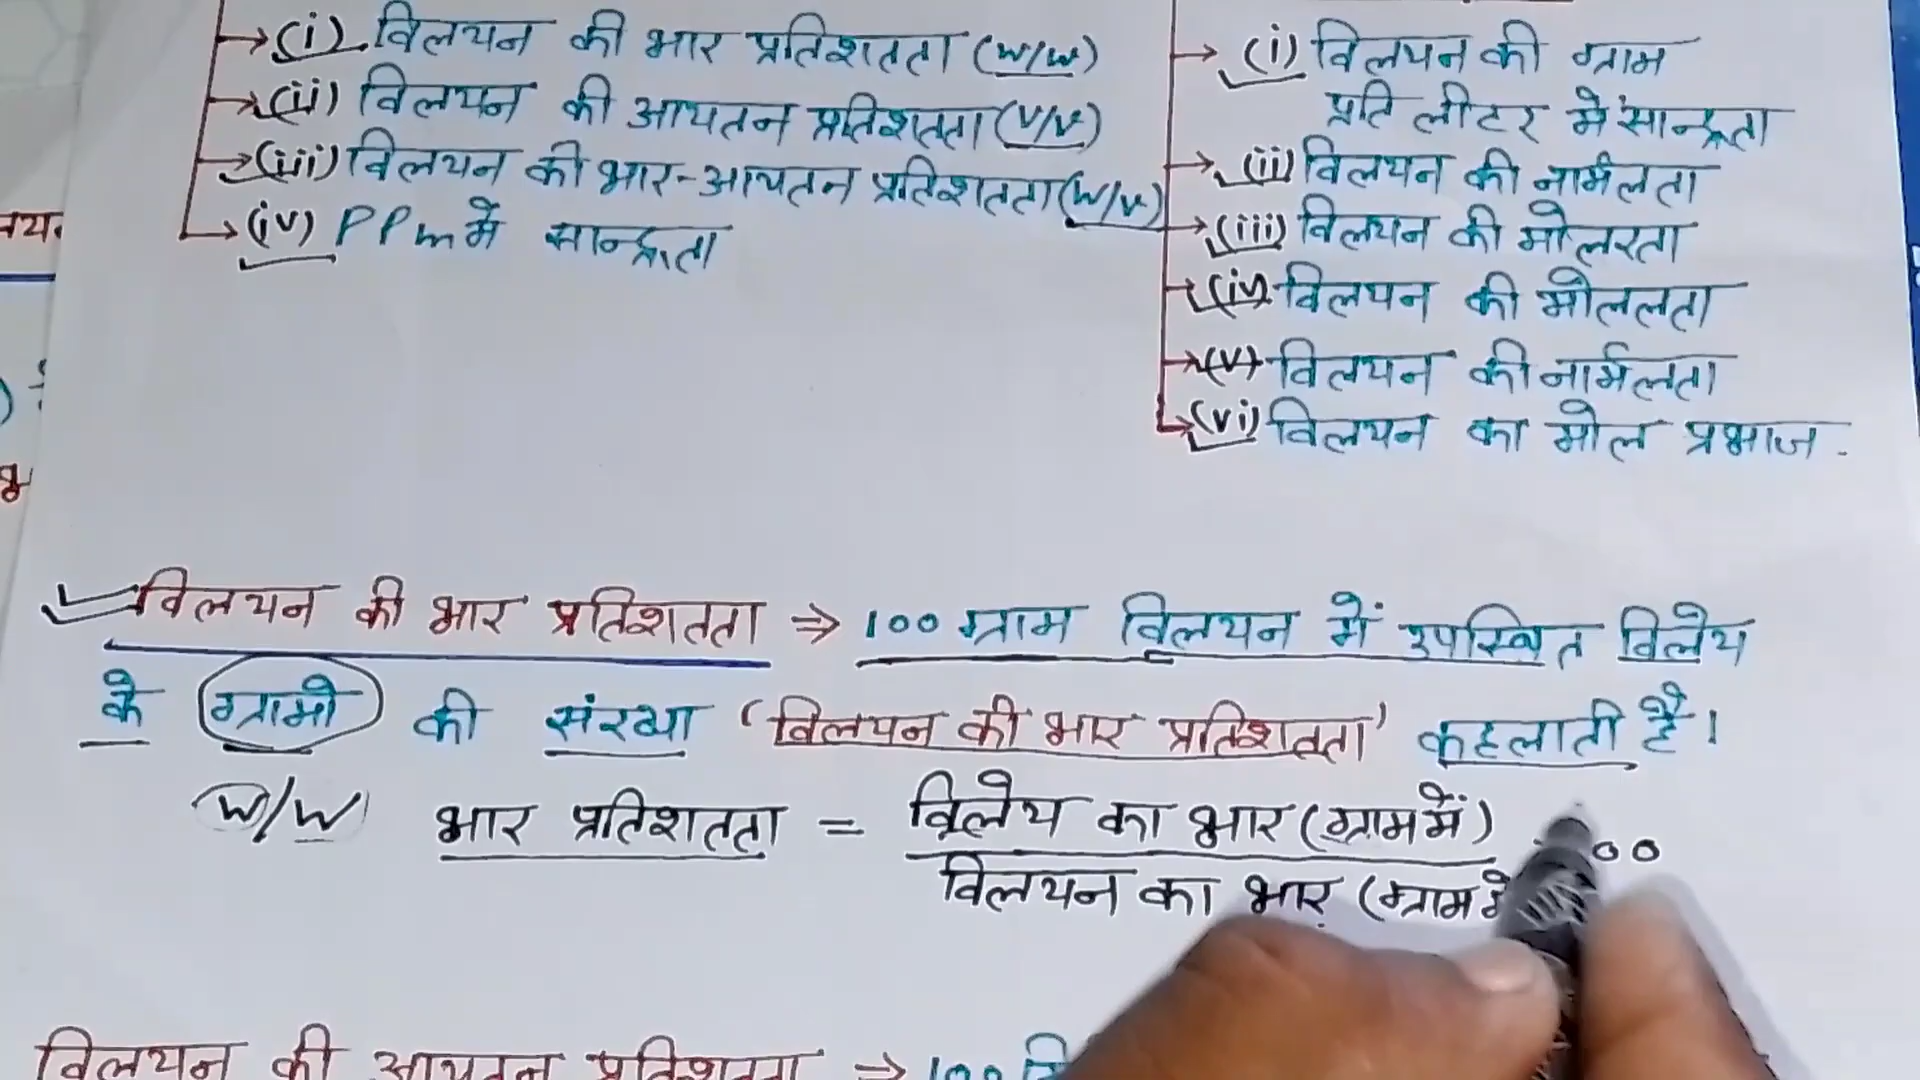 (i) विलयन की भार प्रतिशतता (w/w)
(ii) विलयन की आयतन प्रतिशतता (v/v)
(iii) विलयन की भार-आयतन प्रतिशतता (w/v)
(iv) PPm में सान्द्रता
(i) विलयन की ग्राम
प्रति लीटर में सान्द्रता
(ii) विलयन की नार्मलता
(iii) विलयन की मोलरता
(iv) विलयन की मोललता
(v) विलयन की नार्मलता
(vi) विलयन का मोल प्रभाज .
विलयन की भार प्रतिशतता ⇒ 100 ग्राम विलयन में उपस्थित विलेय
के ग्रामो की संख्या 'विलयन की भार प्रतिशतता' कहलाती है।
w/w भार प्रतिशतता = विलेय का भार (ग्राम में)
विलयन का भार (ग्राम
विलयन की आयतन प्रतिशतता ⇒ 100